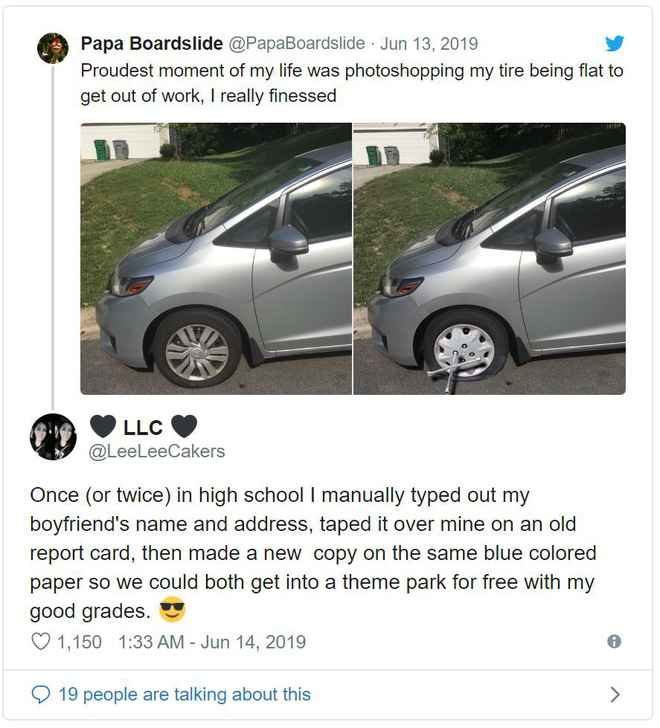 Papa Boardslide @PapaBoardslide · Jun 13, 2019
Proudest moment of my life was photoshopping my tire being flat to
get out of work, I really finessed
🖤 LLC 🖤
@LeeLeeCakers
Once (or twice) in high school I manually typed out my
boyfriend's name and address, taped it over mine on an old
report card, then made a new copy on the same blue colored
paper so we could both get into a theme park for free with my
good grades. 😎
1,150 1:33 AM - Jun 14, 2019
19 people are talking about this